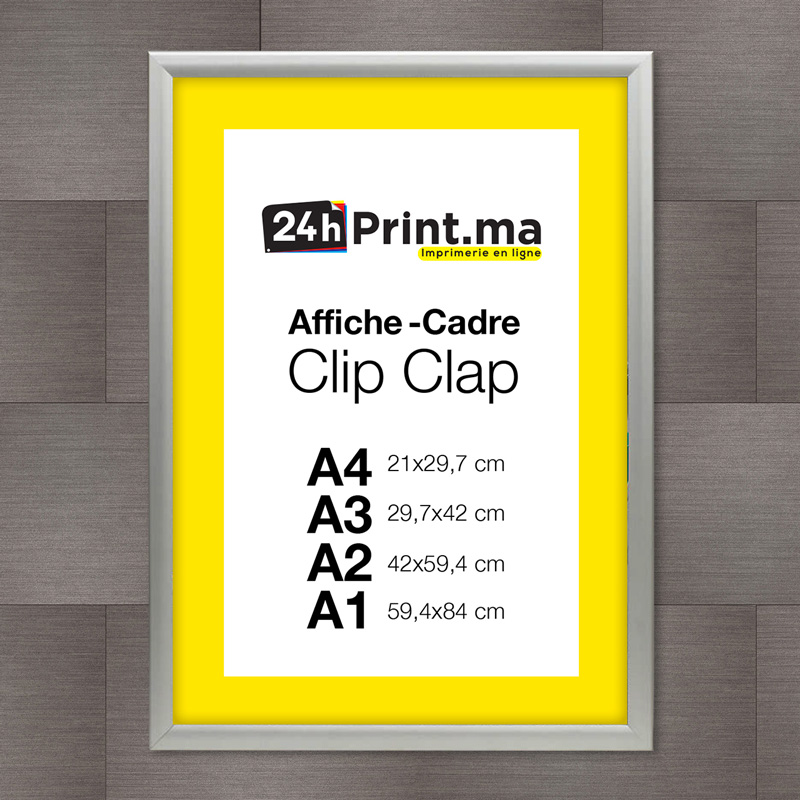 24h Print.ma
Imprimerie en ligne
Affiche-Cadre
Clip Clap
A4 21x29,7 cm
A3 29,7x42 cm
A2 42x59,4 cm
A1 59,4x84 cm